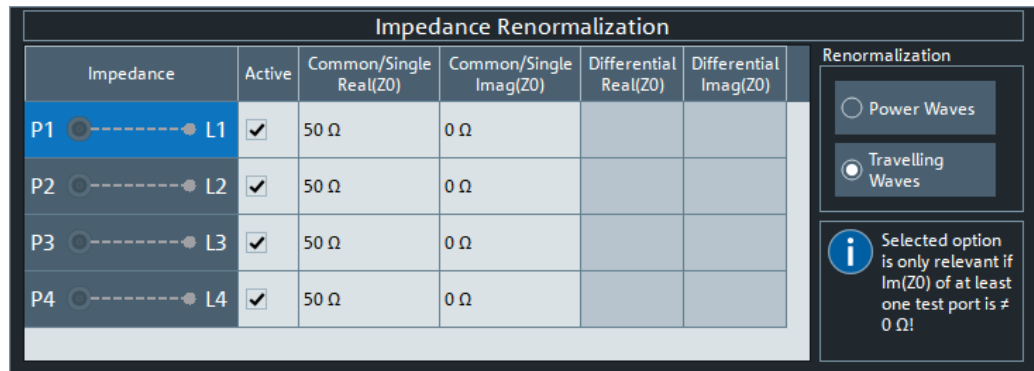 Impedance Renormalization
Impedance Active Common/Single Common/Single Differential Differential
Real(Z0) Imag(Z0) Real(Z0) Imag(Z0)
P1 L1 50 Ω 0 Ω
P2 L2 50 Ω 0 Ω
P3 L3 50 Ω 0 Ω
P4 L4 50 Ω 0 Ω
Renormalization
Power Waves
Travelling
Waves
Selected option
is only relevant if
Im(Z0) of at least
one test port is ≠
0 Ω!